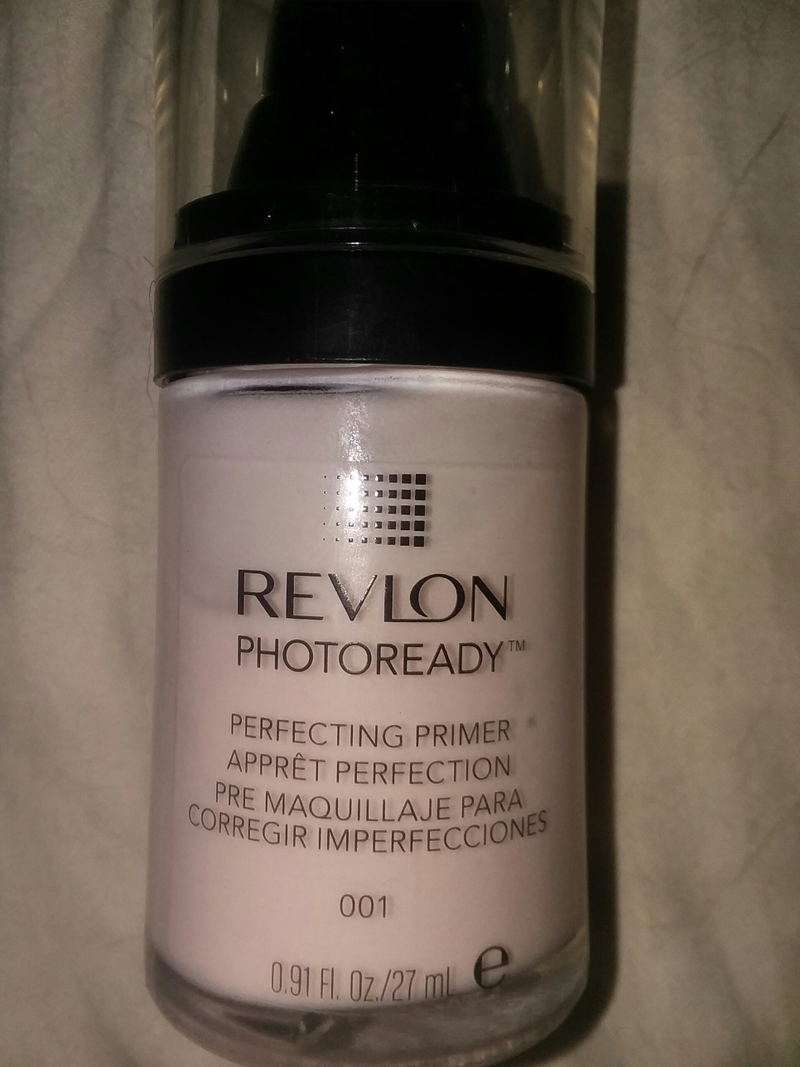 REVLON
PHOTOREADY™
PERFECTING PRIMER
APPRÊT PERFECTION
PRE MAQUILLAJE PARA
CORREGIR IMPERFECCIONES
001
0.91 Fl. Oz./27 mL e